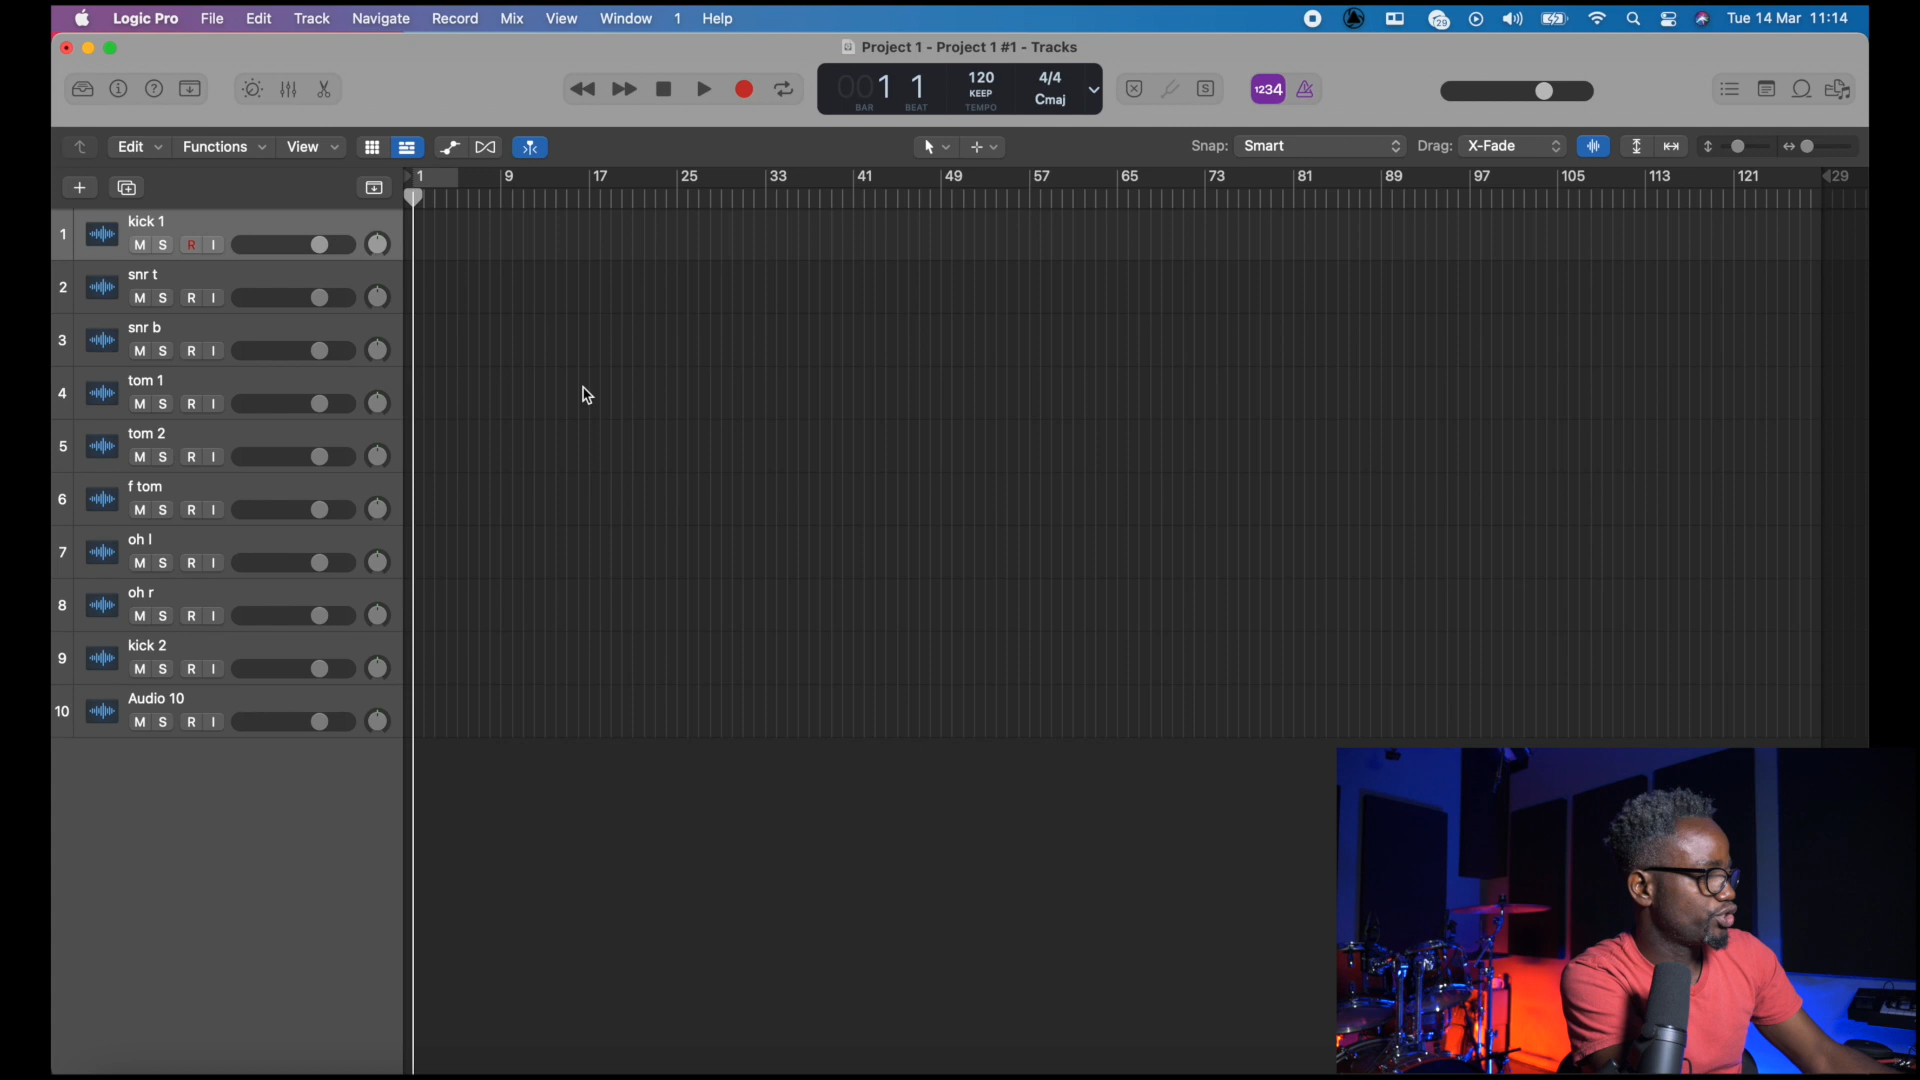 Logic Pro File Edit Track Navigate Record Mix View Window 1 Help 29 Tue 14 Mar 11:14
Project 1 - Project 1 #1 - Tracks
001 1 120 KEEP 4/4 Cmaj
BAR BEAT TEMPO
S
1234
Edit Functions View Snap: Smart Drag: X-Fade
1 9 17 25 33 41 49 57 65 73 81 89 97 105 113 121 29
1 kick 1
M S R I
2 snr t
M S R I
3 snr b
M S R I
4 tom 1
M S R I
5 tom 2
M S R I
6 f tom
M S R I
7 oh l
M S R I
8 oh r
M S R I
9 kick 2
M S R I
10 Audio 10
M S R I